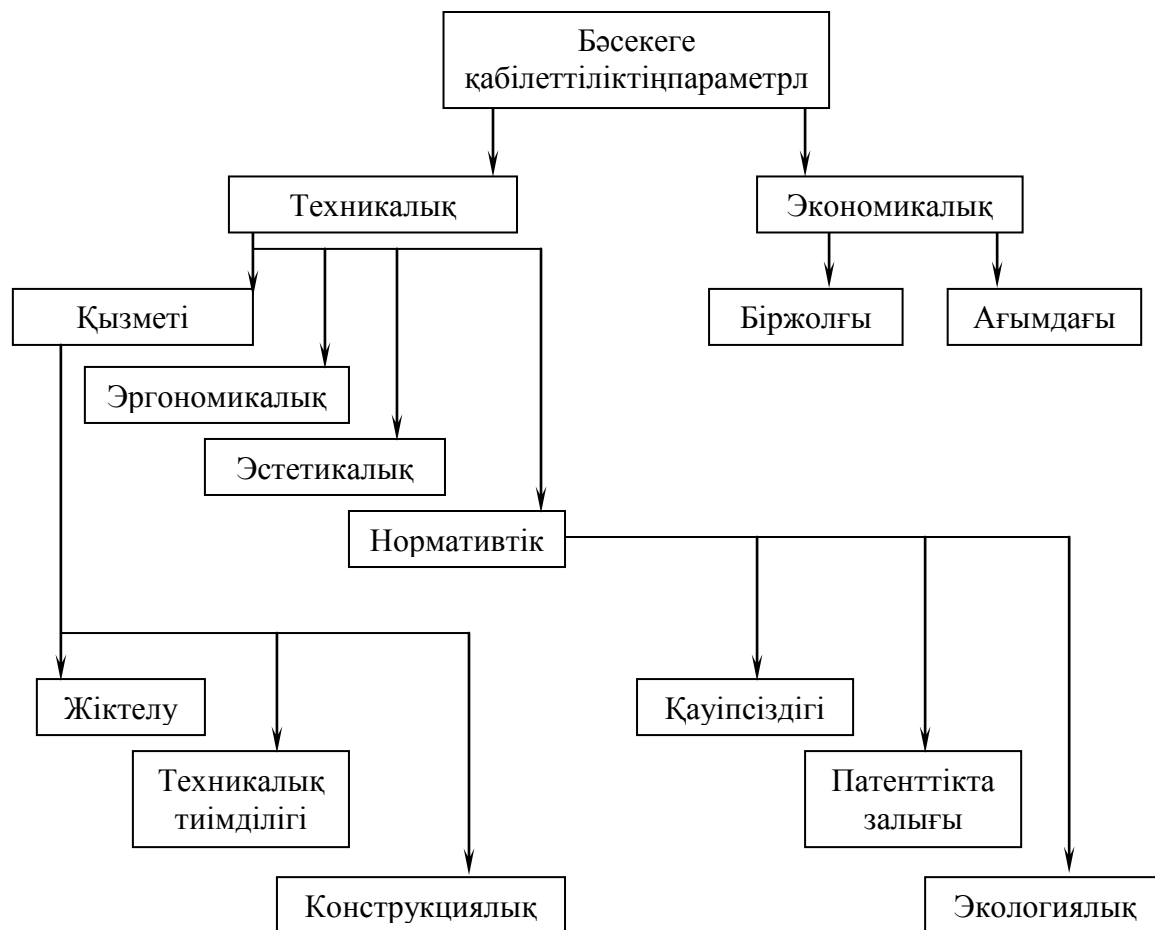 Бәсекеге
қабілеттіліктіңпараметрл
Техникалық
Экономикалық
Қызметі
Біржолғы
Ағымдағы
Эргономикалық
Эстетикалық
Нормативтік
Жіктелу
Қауіпсіздігі
Техникалық
тиімділігі
Патенттікта
залығы
Конструкциялық
Экологиялық